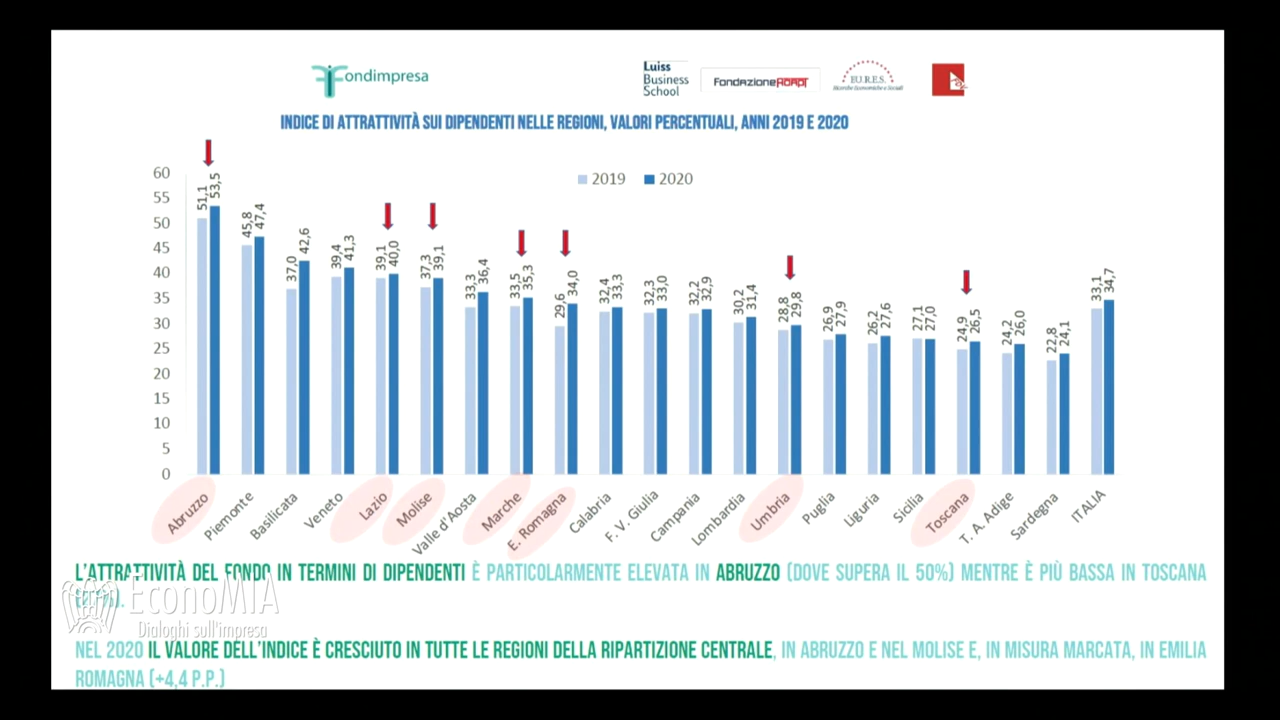 Fondimpresa
Luiss
Business
School
FONDAZIONE ADAPT
EU.R.E.S.
Ricerche Economiche e Sociali
INDICE DI ATTRATTIVITÀ SUI DIPENDENTI NELLE REGIONI, VALORI PERCENTUALI, ANNI 2019 E 2020
2019 2020
60
55
50
45
40
35
30
25
20
15
10
5
0
51,1 53,5
45,8 47,4
37,0 42,6
39,4 41,3
39,1 40,0
37,3 39,1
33,3 36,4
33,5 35,3
29,6 34,0
32,4 33,3
32,3 33,0
32,2 32,9
30,2 31,4
28,8 29,8
26,9 27,9
26,2 27,6
27,1 27,0
24,9 26,5
24,2 26,0
22,8 24,1
33,1 34,7
Abruzzo
Piemonte
Basilicata
Veneto
Lazio
Molise
Valle d'Aosta
Marche
E. Romagna
Calabria
F. V. Giulia
Campania
Lombardia
Umbria
Puglia
Liguria
Sicilia
Toscana
T. A. Adige
Sardegna
ITALIA
L'ATTRATTIVITÀ DEL FONDO IN TERMINI DI DIPENDENTI È PARTICOLARMENTE ELEVATA IN ABRUZZO (DOVE SUPERA IL 50%) MENTRE È PIÙ BASSA IN TOSCANA
EconoMIA
Dialoghi sull'impresa
NEL 2020 IL VALORE DELL'INDICE È CRESCIUTO IN TUTTE LE REGIONI DELLA RIPARTIZIONE CENTRALE, IN ABRUZZO E NEL MOLISE E, IN MISURA MARCATA, IN EMILIA
ROMAGNA (+4,4 P.P.)